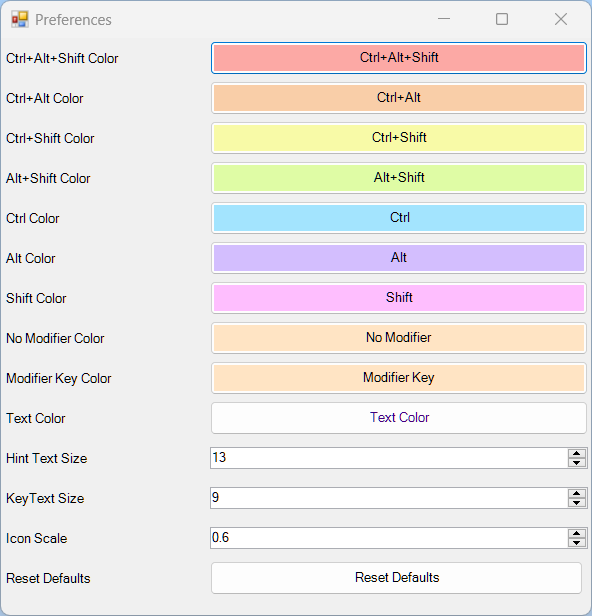 Preferences
Ctrl+Alt+Shift Color Ctrl+Alt+Shift
Ctrl+Alt Color Ctrl+Alt
Ctrl+Shift Color Ctrl+Shift
Alt+Shift Color Alt+Shift
Ctrl Color Ctrl
Alt Color Alt
Shift Color Shift
No Modifier Color No Modifier
Modifier Key Color Modifier Key
Text Color Text Color
Hint Text Size 13
KeyText Size 9
Icon Scale 0.6
Reset Defaults Reset Defaults